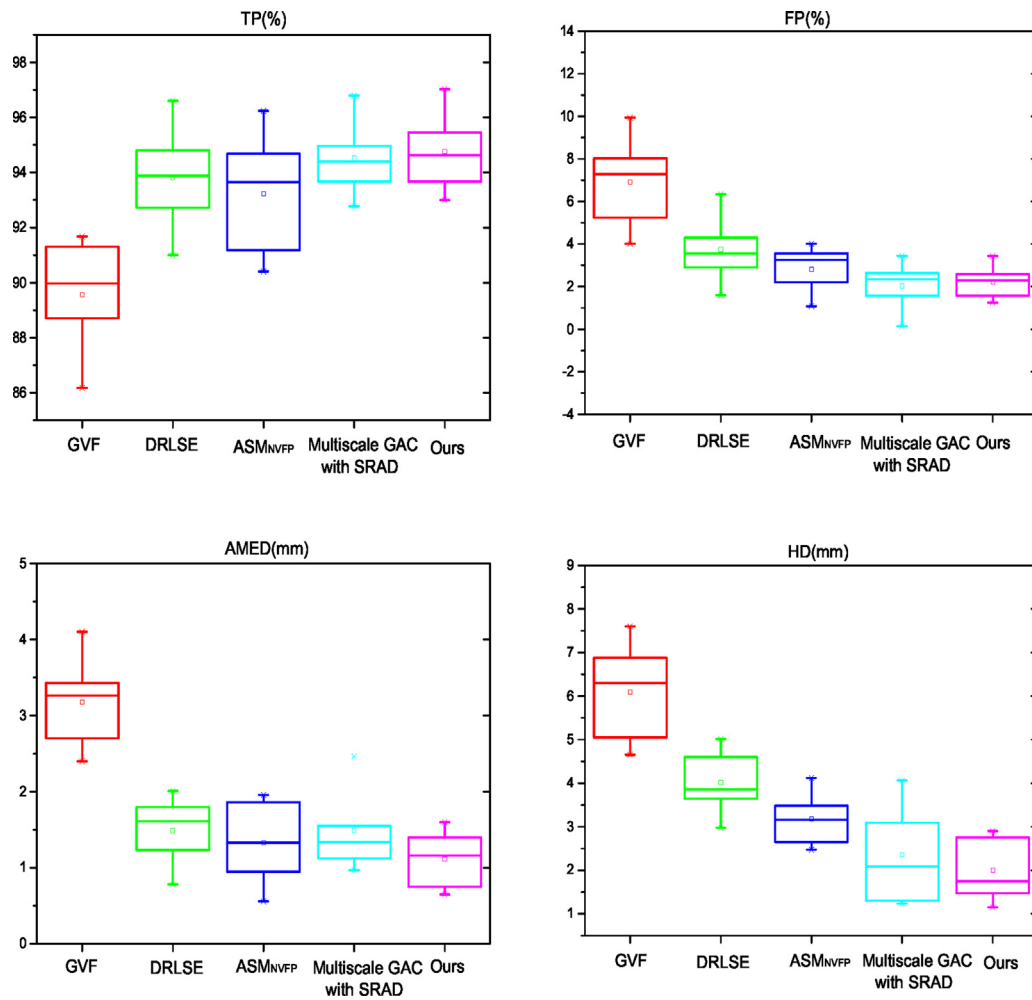 TP(%)
98
96
94
92
90
88
86
GVF
DRLSE
ASMNVFP
Multiscale GAC
with SRAD
Ours
FP(%)
14
12
10
8
6
4
2
0
-2
-4
GVF
DRLSE
ASMNVFP
Multiscale GAC
with SRAD
Ours
AMED(mm)
5
4
3
2
1
0
GVF
DRLSE
ASMNVFP
Multiscale GAC
with SRAD
Ours
HD(mm)
9
8
7
6
5
4
3
2
1
GVF
DRLSE
ASMNVFP
Multiscale GAC
with SRAD
Ours